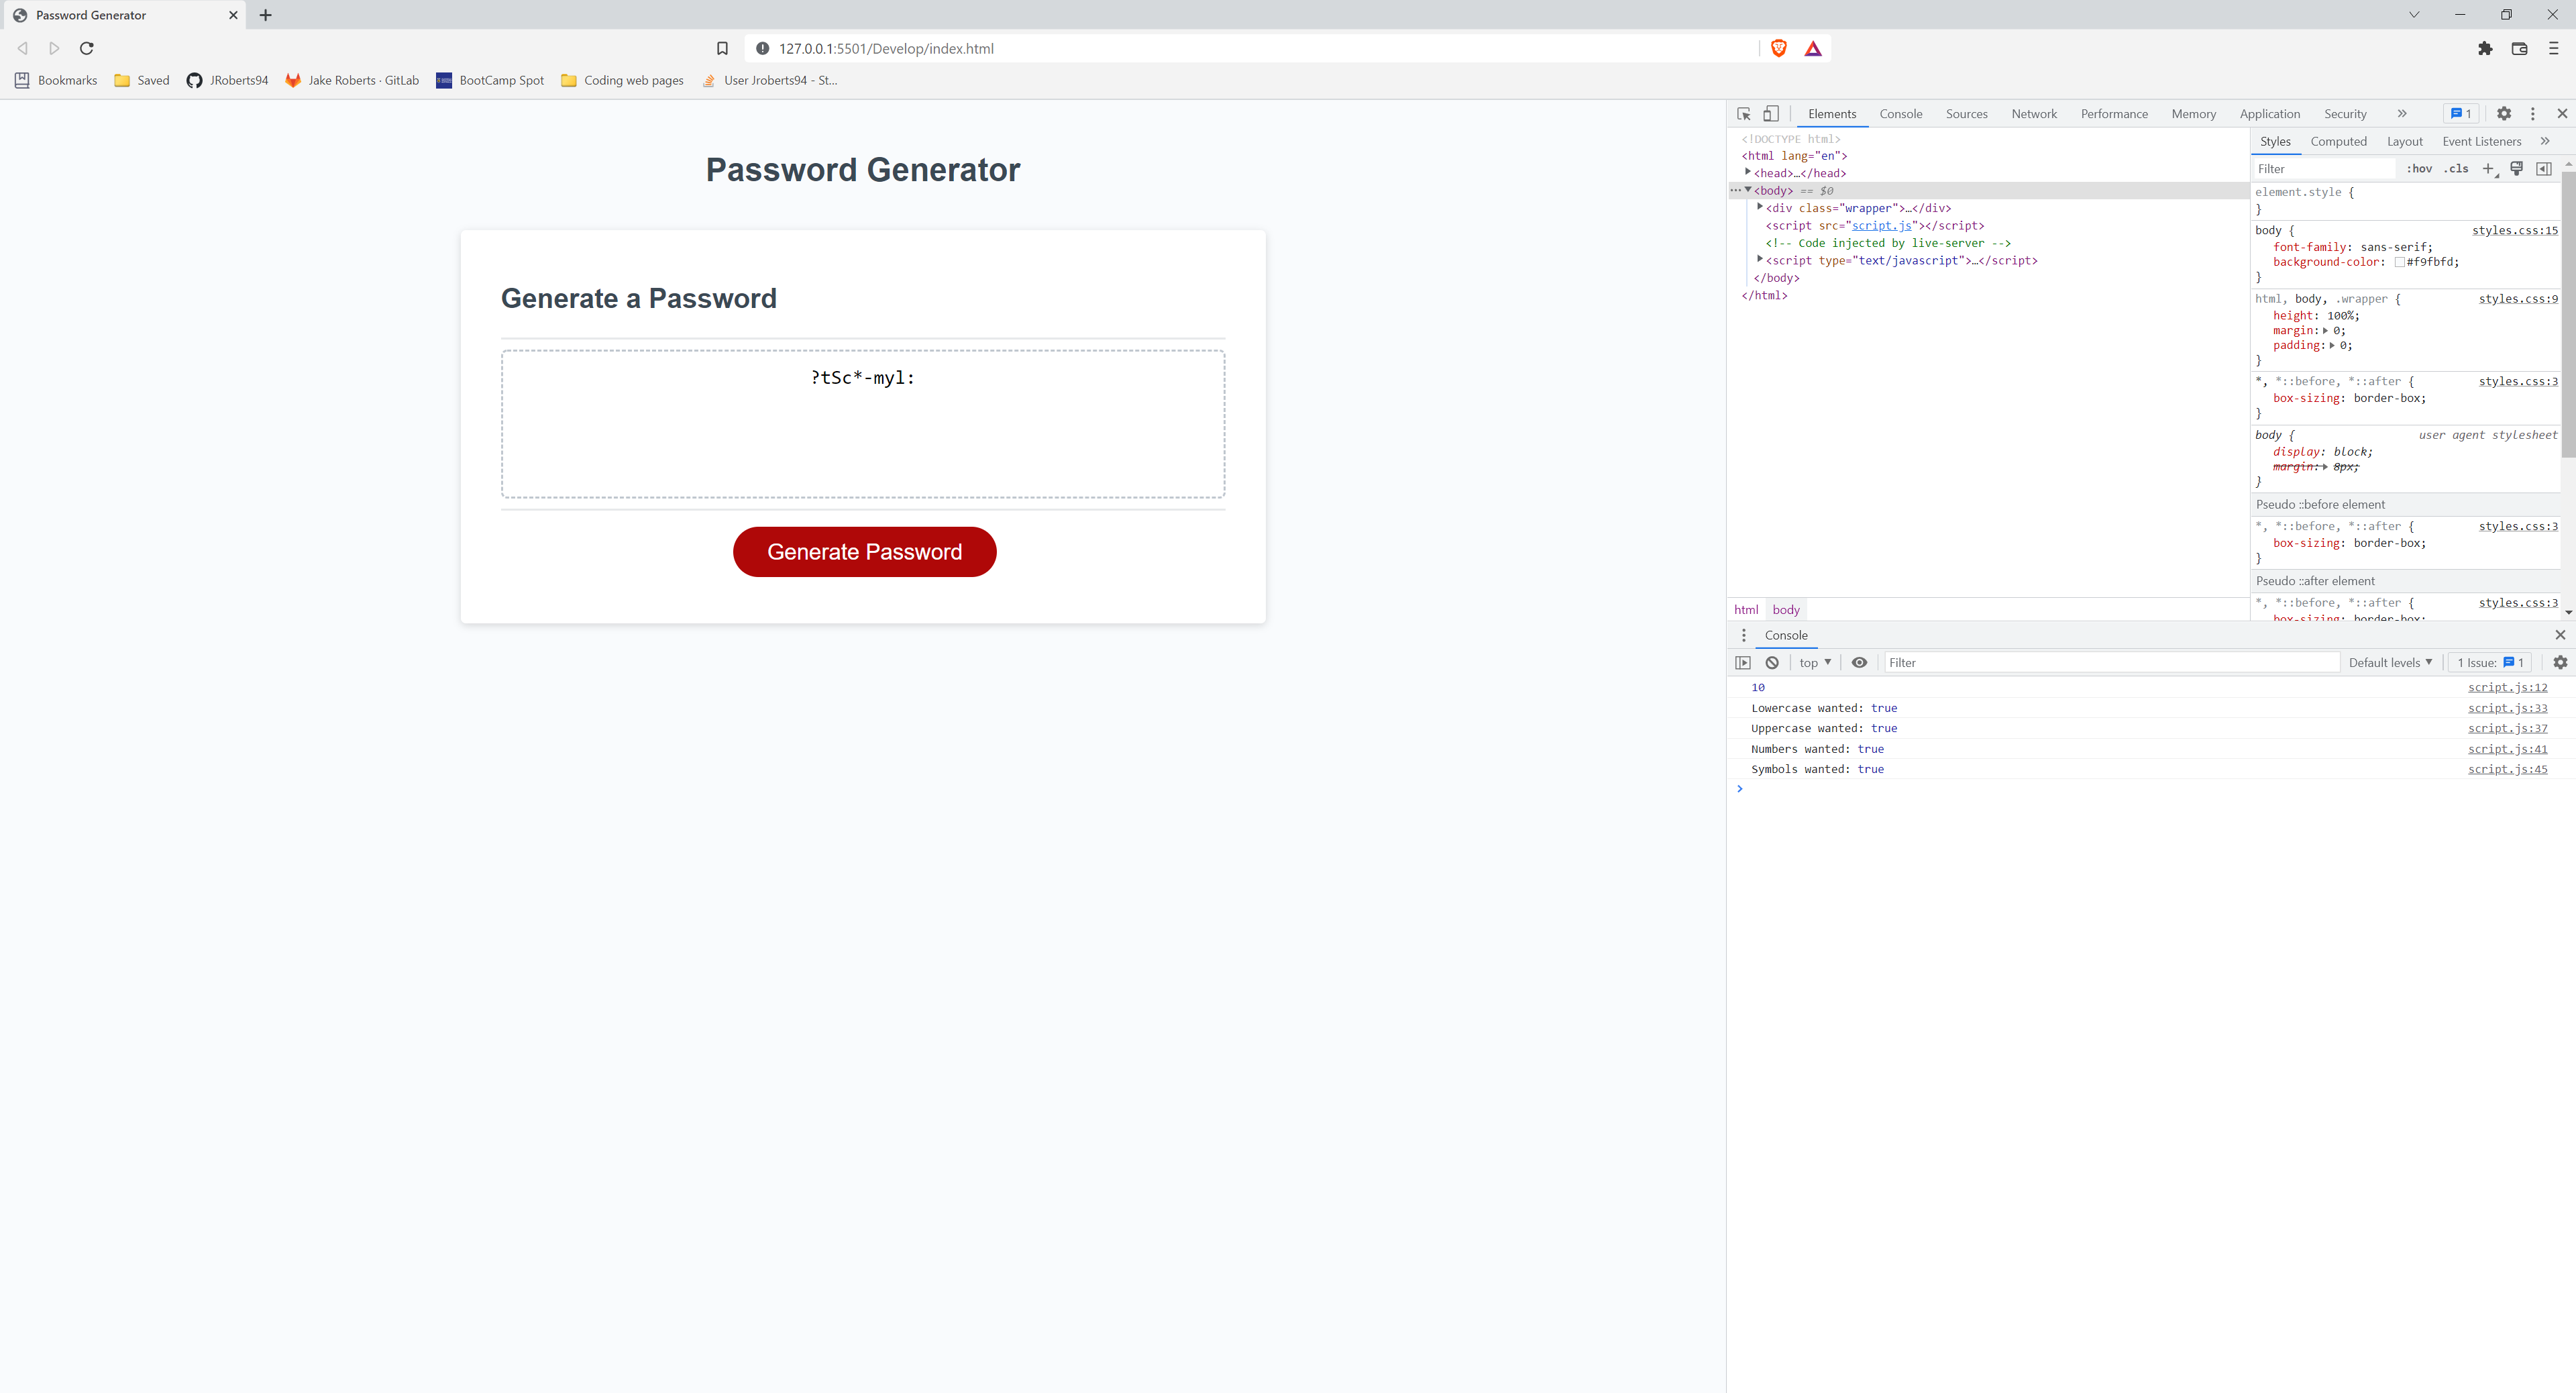 Password Generator
127.0.0.1:5501/Develop/index.html
Bookmarks Saved JRoberts94 Jake Roberts · GitLab BootCamp Spot Coding web pages User Jroberts94 - St...
Password Generator
Generate a Password
?tSc*-myl:
Generate Password
Elements Console Sources Network Performance Memory Application Security » 1
<!DOCTYPE html>
<html lang="en">
<head>…</head>
<body> == $0
<div class="wrapper">…</div>
<script src="script.js"></script>
<!-- Code injected by live-server -->
<script type="text/javascript">…</script>
</body>
</html>
html body
Styles Computed Layout Event Listeners »
Filter :hov .cls +
element.style {
}
body { styles.css:15
font-family: sans-serif;
background-color: #f9fbfd;
}
html, body, .wrapper { styles.css:9
height: 100%;
margin: 0;
padding: 0;
}
*, *::before, *::after { styles.css:3
box-sizing: border-box;
}
body { user agent stylesheet
display: block;
margin: 8px;
}
Pseudo ::before element
*, *::before, *::after { styles.css:3
box-sizing: border-box;
}
Pseudo ::after element
*, *::before, *::after { styles.css:3
box-sizing: border-box;
Console
top Filter Default levels 1 Issue: 1
10 script.js:12
Lowercase wanted: true script.js:33
Uppercase wanted: true script.js:37
Numbers wanted: true script.js:41
Symbols wanted: true script.js:45